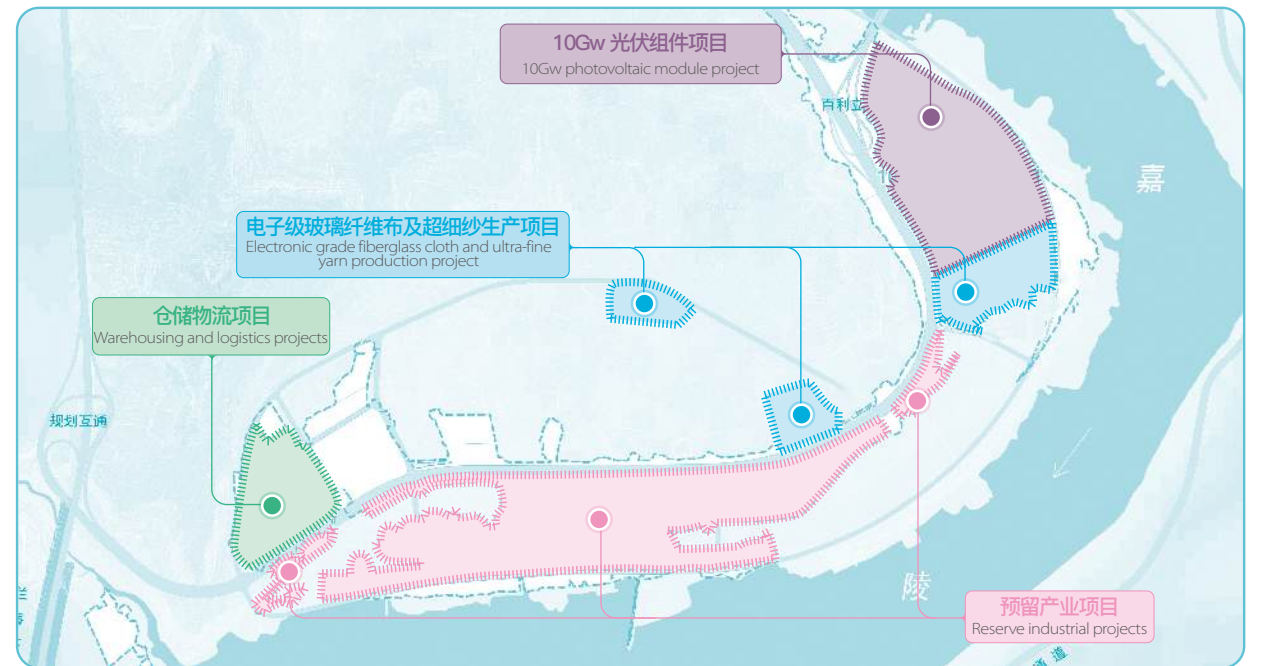 10Gw 光伏组件项目
10Gw photovoltaic module project
百利立
嘉
电子级玻璃纤维布及超细纱生产项目
Electronic grade fiberglass cloth and ultra-fine
yarn production project
仓储物流项目
Warehousing and logistics projects
规划互通
陵
预留产业项目
Reserve industrial projects
通道